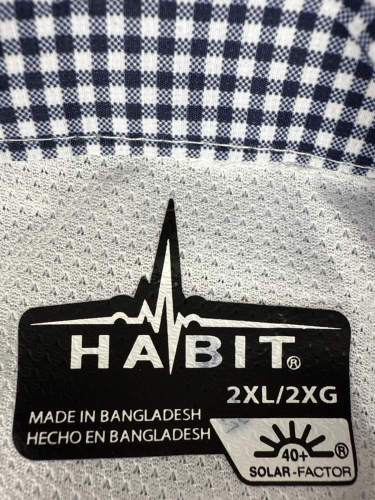 HABIT®
2XL/2XG
MADE IN BANGLADESH
HECHO EN BANGLADESH
40+ ®
SOLAR-FACTOR